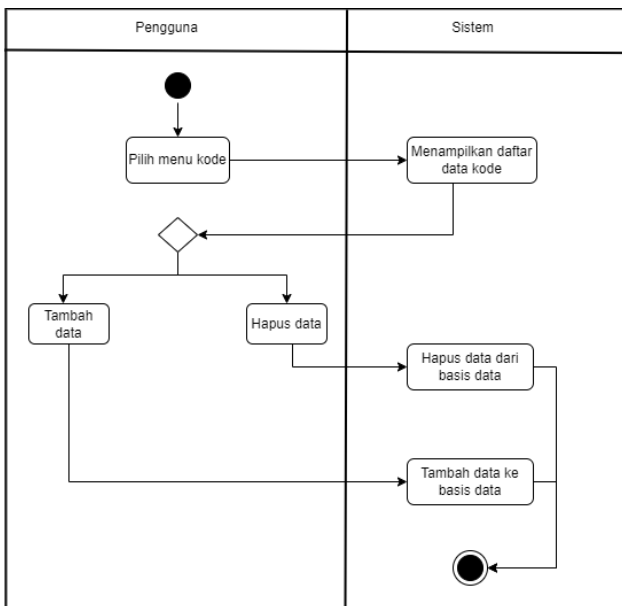 Pengguna
Sistem
Pilih menu kode
Menampilkan daftar
data kode
Tambah
data
Hapus data
Hapus data dari
basis data
Tambah data ke
basis data